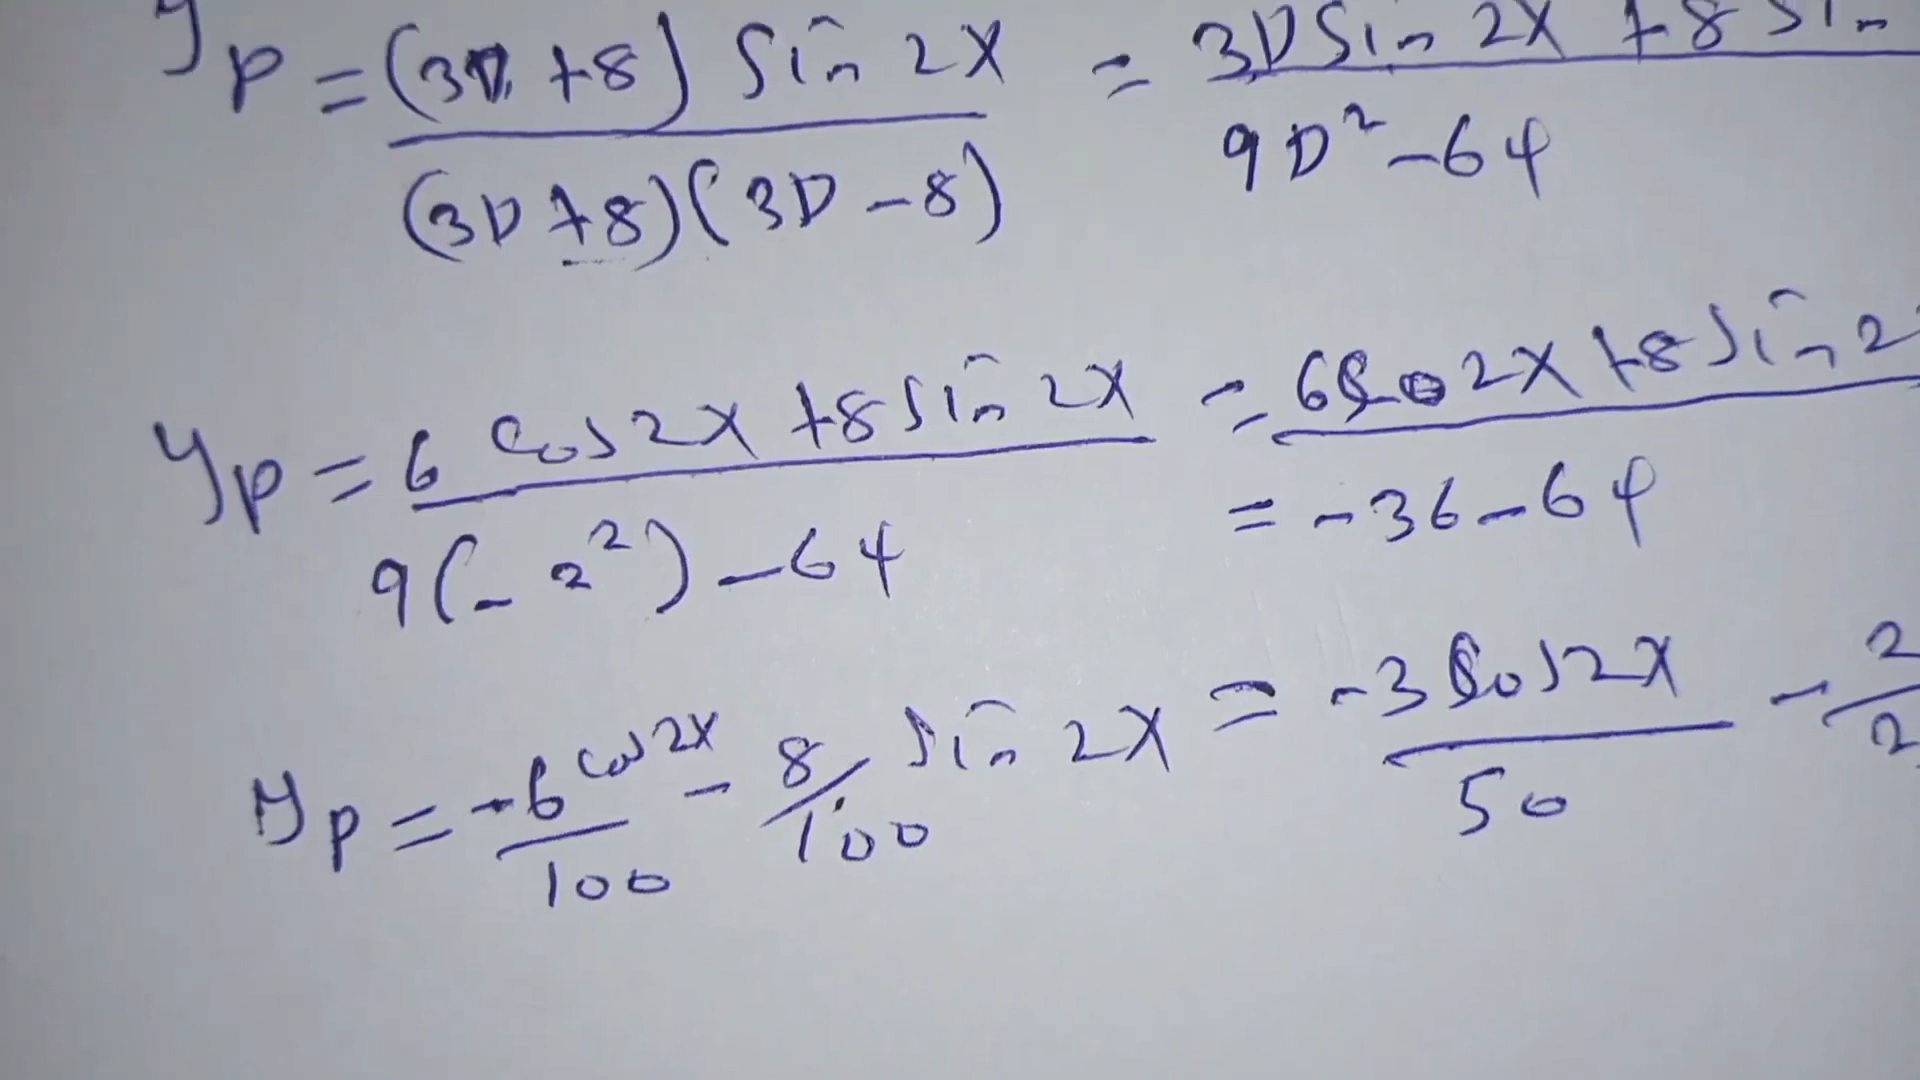 yp = (3D+8) Sin 2x / (3D+8)(3D-8) = 3D Sin 2x + 8 Sin / 9D² - 64
yp = 6 Cos 2x + 8 Sin 2x / 9(-2²) - 64 = 6 Cos 2x + 8 Sin 2 / = -36 - 64
yp = -6 cos 2x / 100 - 8/100 Sin 2x = -3 Cos 2x / 50 - 2/2